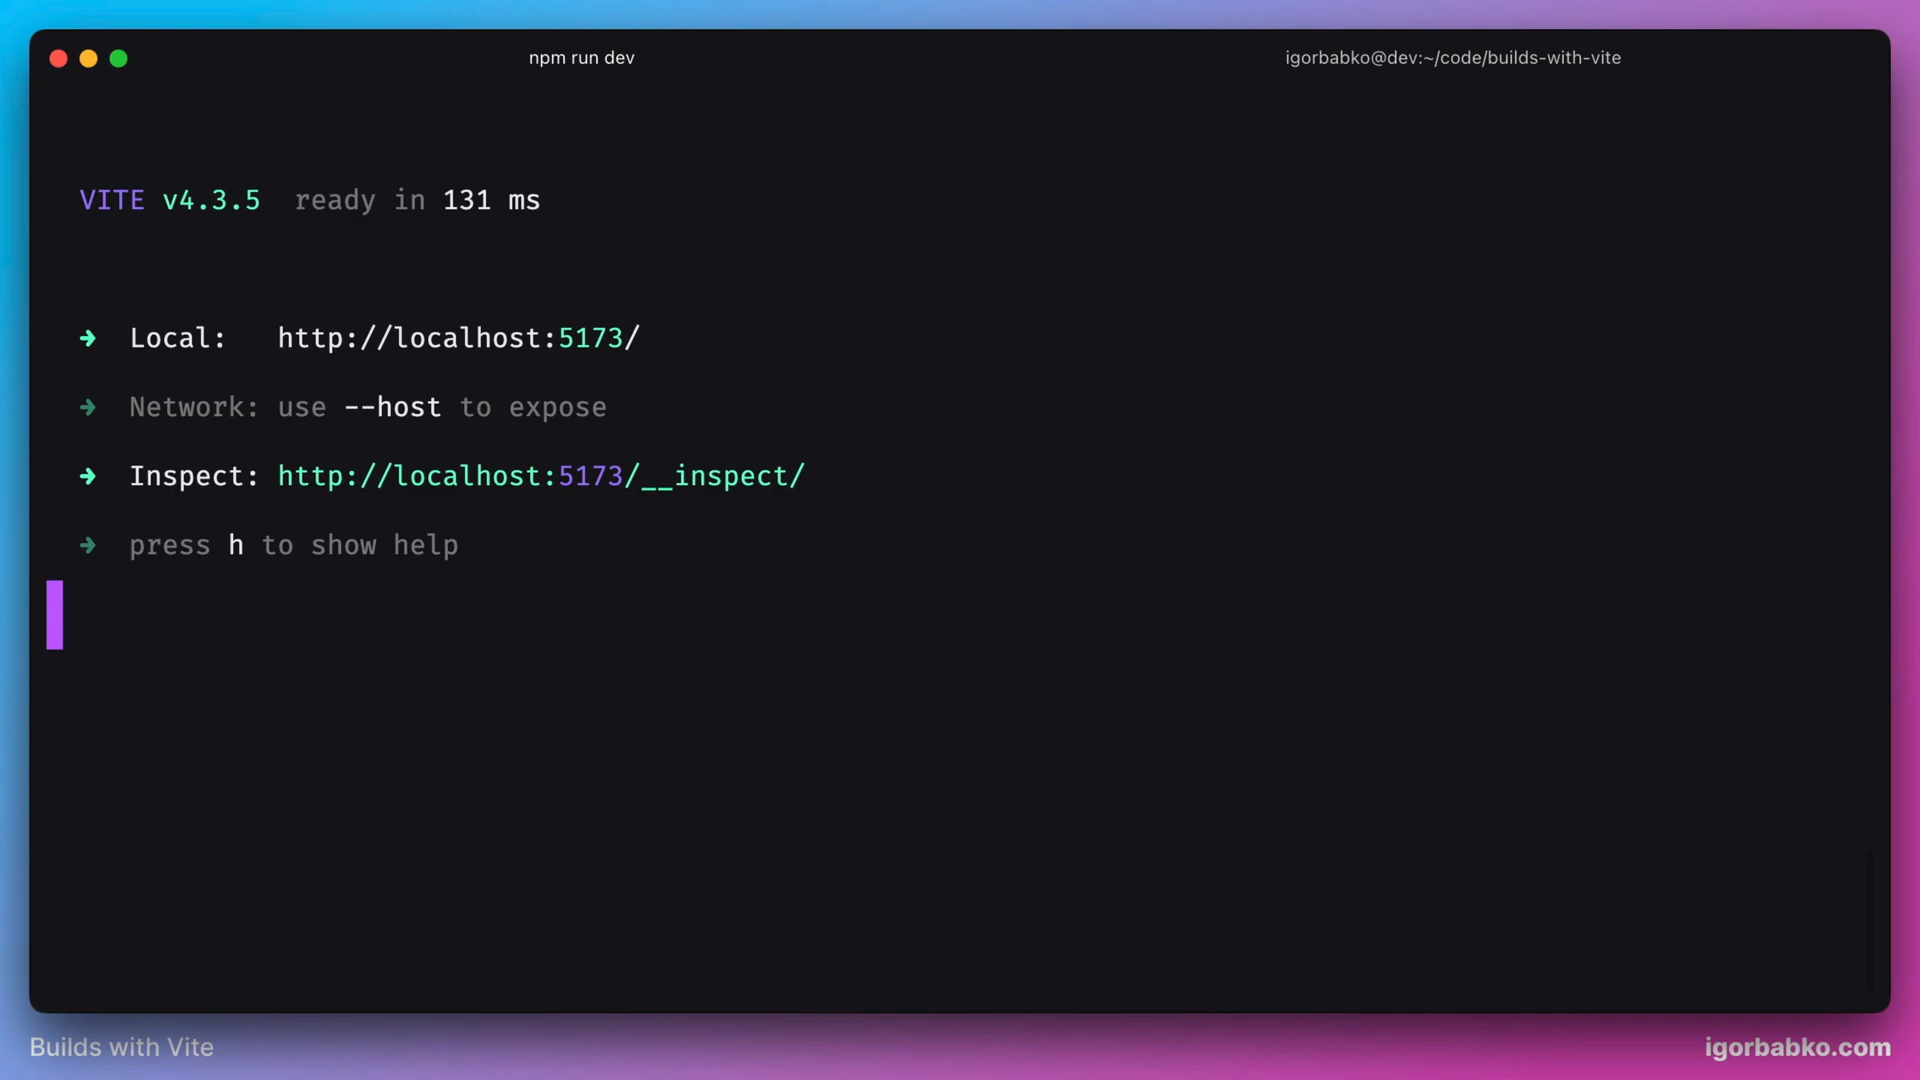 npm run dev
igorbabko@dev:~/code/builds-with-vite
VITE v4.3.5 ready in 131 ms
➜ Local: http://localhost:5173/
➜ Network: use --host to expose
➜ Inspect: http://localhost:5173/__inspect/
➜ press h to show help
Builds with Vite
igorbabko.com